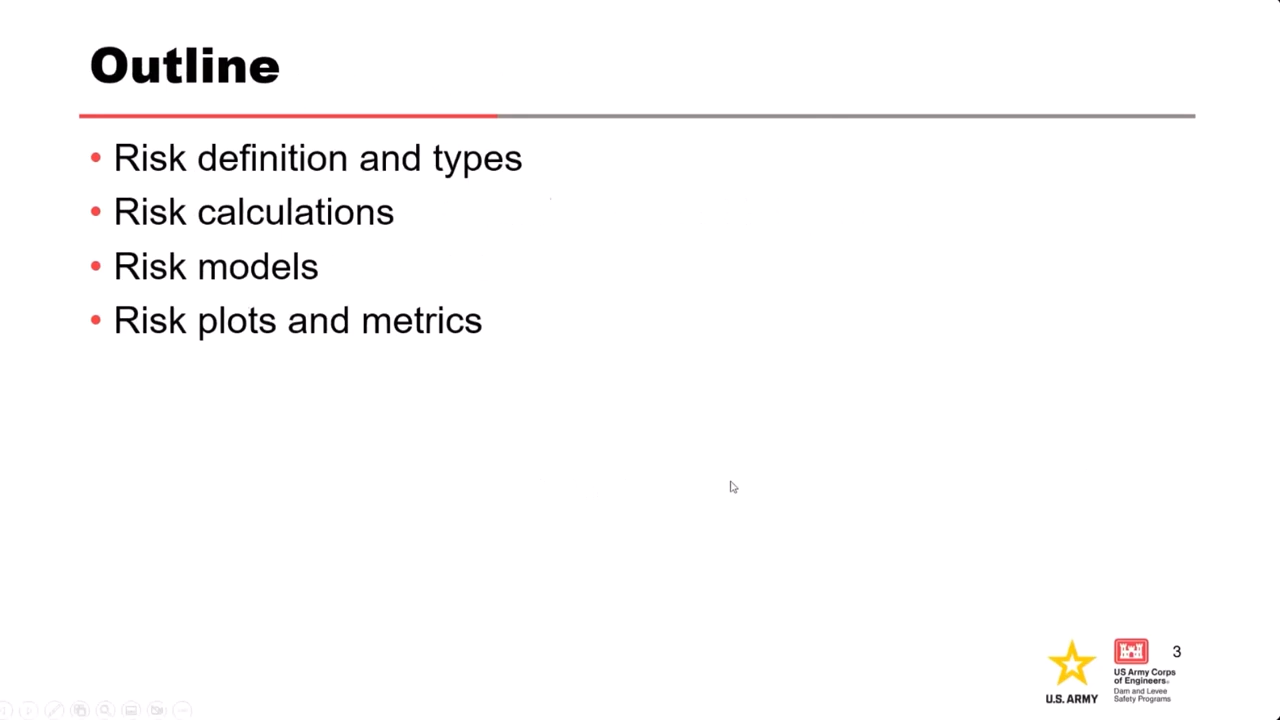 Outline
• Risk definition and types
• Risk calculations
• Risk models
• Risk plots and metrics
3
U.S. ARMY
US Army Corps
of Engineers®
Dam and Levee
Safety Programs